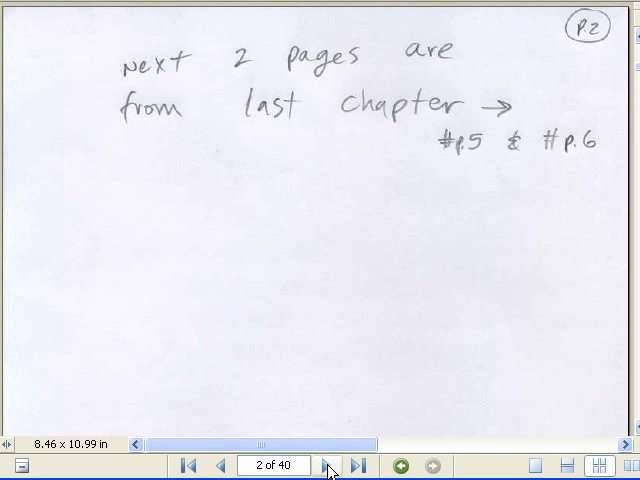 P.2
Next 2 pages are
from last chapter →
#p.5 & #p.6
8.46 x 10.99 in
2 of 40